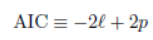 AIC ≡ −2ℓ + 2p